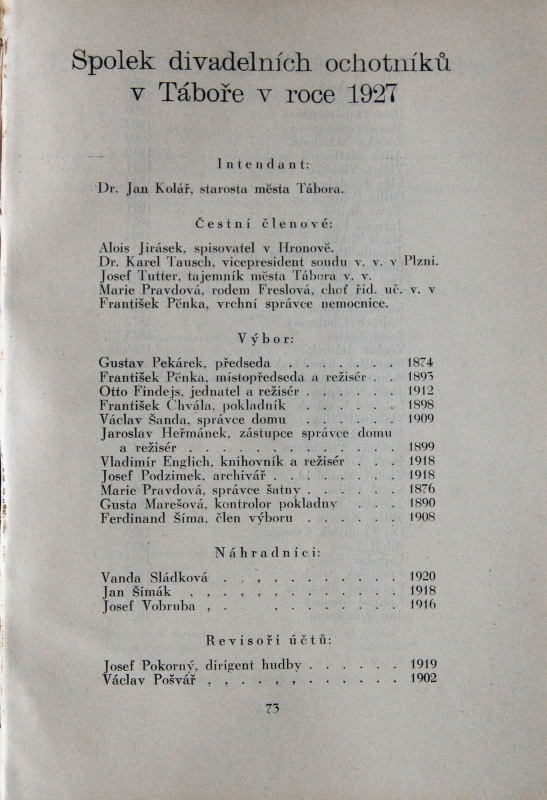 Spolek divadelních ochotníků
v Táboře v roce 1927
Intendant:
Dr. Jan Kolář, starosta města Tábora.
Čestní členové:
Alois Jirásek, spisovatel v Hronově.
Dr. Karel Tausch, vicepresident soudu v. v. v Plzni.
Josef Tutter, tajemník města Tábora v. v.
Marie Pravdová, rodem Freslová, choť říd. uč. v. v
František Pěnka, vrchní správce nemocnice.
Výbor:
Gustav Pekárek, předseda . . . . . . . 1874
František Pěnka, místopředseda a režisér . . 1893
Otto Findejs, jednatel a režisér . . . . . . 1912
František Chvála, pokladník . . . . . . 1898
Václav Šanda, správce domu . . . . . . 1909
Jaroslav Heřmánek, zástupce správce domu
a režisér . . . . . . . . . . . . . 1899
Vladimír Englich, knihovník a režisér . . . 1918
Josef Podzimek, archivář . . . . . . . . 1918
Marie Pravdová, správce šatny . . . . . . 1876
Gusta Marešová, kontrolor pokladny . . . 1890
Ferdinand Šíma, člen výboru . . . . . . 1908
Náhradníci:
Vanda Sládková . . . . . . . . . . 1920
Jan Šimák . . . . . . . . . . . . 1918
Josef Vobruba . . . . . . . . . . 1916
Revisoři účtů:
Josef Pokorný, dirigent hudby . . . . . . 1919
Václav Pošvář . . . . . . . . . . . 1902
73